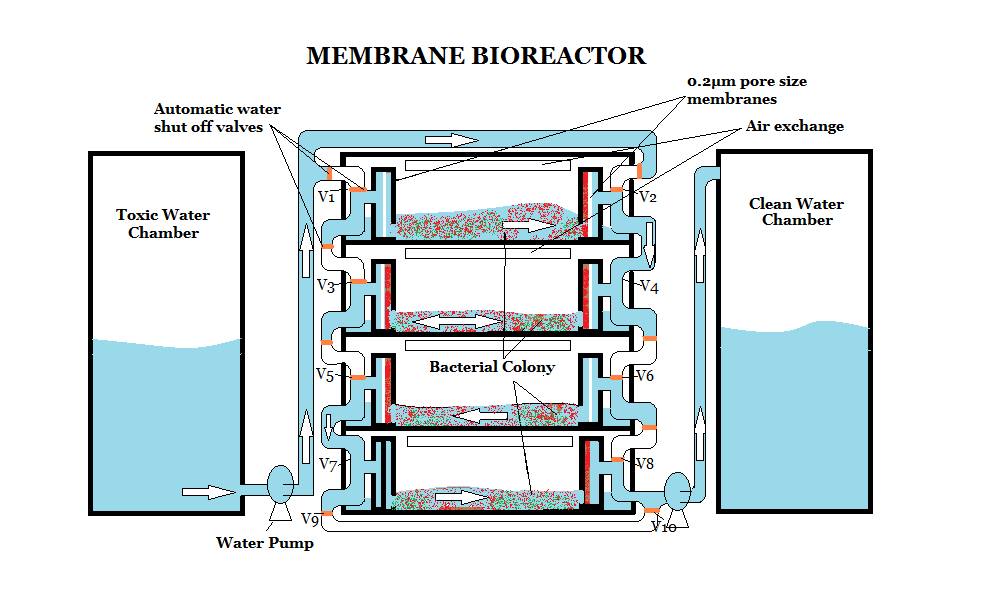 MEMBRANE BIOREACTOR
0.2µm pore size
membranes
Automatic water
shut off valves
Air exchange
Toxic Water
Chamber
Clean Water
Chamber
V1
V2
V3
V4
Bacterial Colony
V5
V6
V7
V8
V9
V10
Water Pump